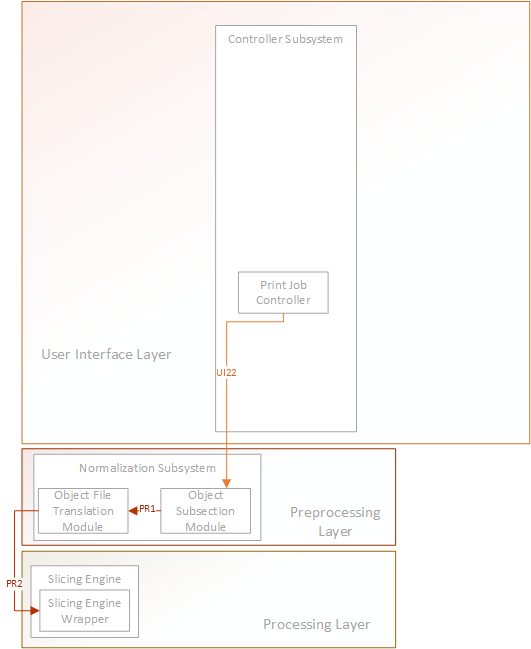 Controller Subsystem
Print Job
Controller
User Interface Layer
UI22
Normalization Subsystem
Object File
Translation
Module
PR1
Object
Subsection
Module
Preprocessing
Layer
PR2
Slicing Engine
Slicing Engine
Wrapper
Processing Layer